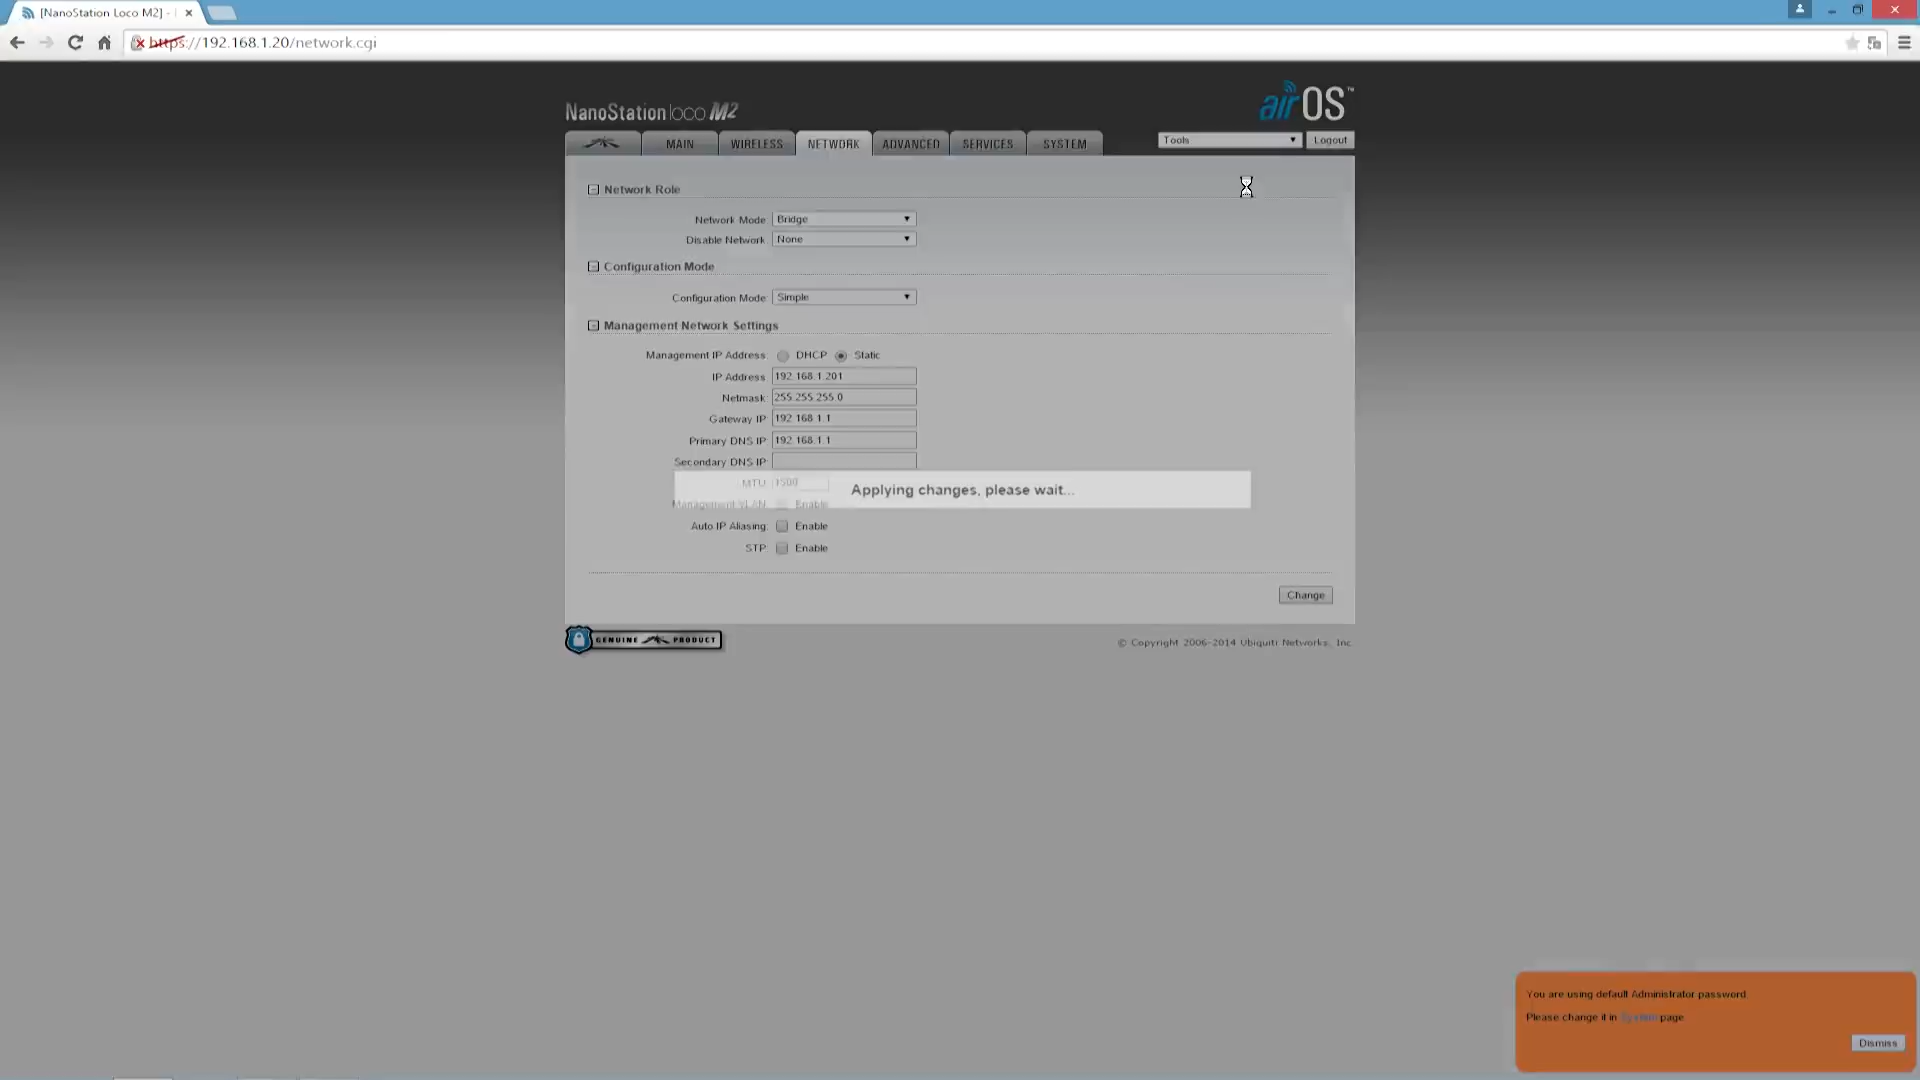 [NanoStation Loco M2] -
https://192.168.1.20/network.cgi
NanoStation loco M2
airOS™
MAIN
WIRELESS
NETWORK
ADVANCED
SERVICES
SYSTEM
Tools
Logout
Network Role
Network Mode: Bridge
Disable Network: None
Configuration Mode
Configuration Mode: Simple
Management Network Settings
Management IP Address: DHCP Static
IP Address: 192.168.1.201
Netmask: 255.255.255.0
Gateway IP: 192.168.1.1
Primary DNS IP: 192.168.1.1
Secondary DNS IP:
MTU: 1500
Applying changes, please wait...
Management VLAN: Enable
Auto IP Aliasing: Enable
STP: Enable
Change
GENUINE PRODUCT
© Copyright 2006-2014 Ubiquiti Networks, Inc.
You are using default Administrator password.
Please change it in System page.
Dismiss